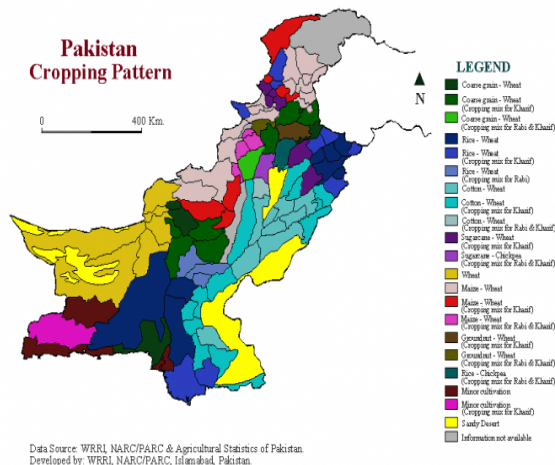 Pakistan
Cropping Pattern
0 400 Km.
N
LEGEND
Coarse grain - Wheat
Coarse grain - Wheat
(Cropping mix for Kharif)
Coarse grain - Wheat
(Cropping mix for Rabi & Kharif)
Rice - Wheat
Rice - Wheat
(Cropping mix for Kharif)
Rice - Wheat
(Cropping mix for Rabi)
Cotton - Wheat
Cotton - Wheat
(Cropping mix for Kharif)
Cotton - Wheat
(Cropping mix for Rabi & Kharif)
Sugarcane - Wheat
(Cropping mix for Kharif)
Sugarcane - Chickpea
(Cropping mix for Rabi & Kharif)
Wheat
Maize - Wheat
Maize - Wheat
(Cropping mix for Kharif)
Maize - Wheat
(Cropping mix for Rabi & Kharif)
Groundnut - Wheat
(Cropping mix for Kharif)
Groundnut - Wheat
(Cropping mix for Rabi & Kharif)
Rice - Chickpea
(Cropping mix for Rabi & Kharif)
Minor cultivation
Minor cultivation
(Cropping mix for Kharif)
Sandy Desert
Information not available
Data Source: WRRI, NARC/PARC & Agricultural Statistics of Pakistan.
Developed by: WRRI, NARC/PARC, Islamabad, Pakistan.